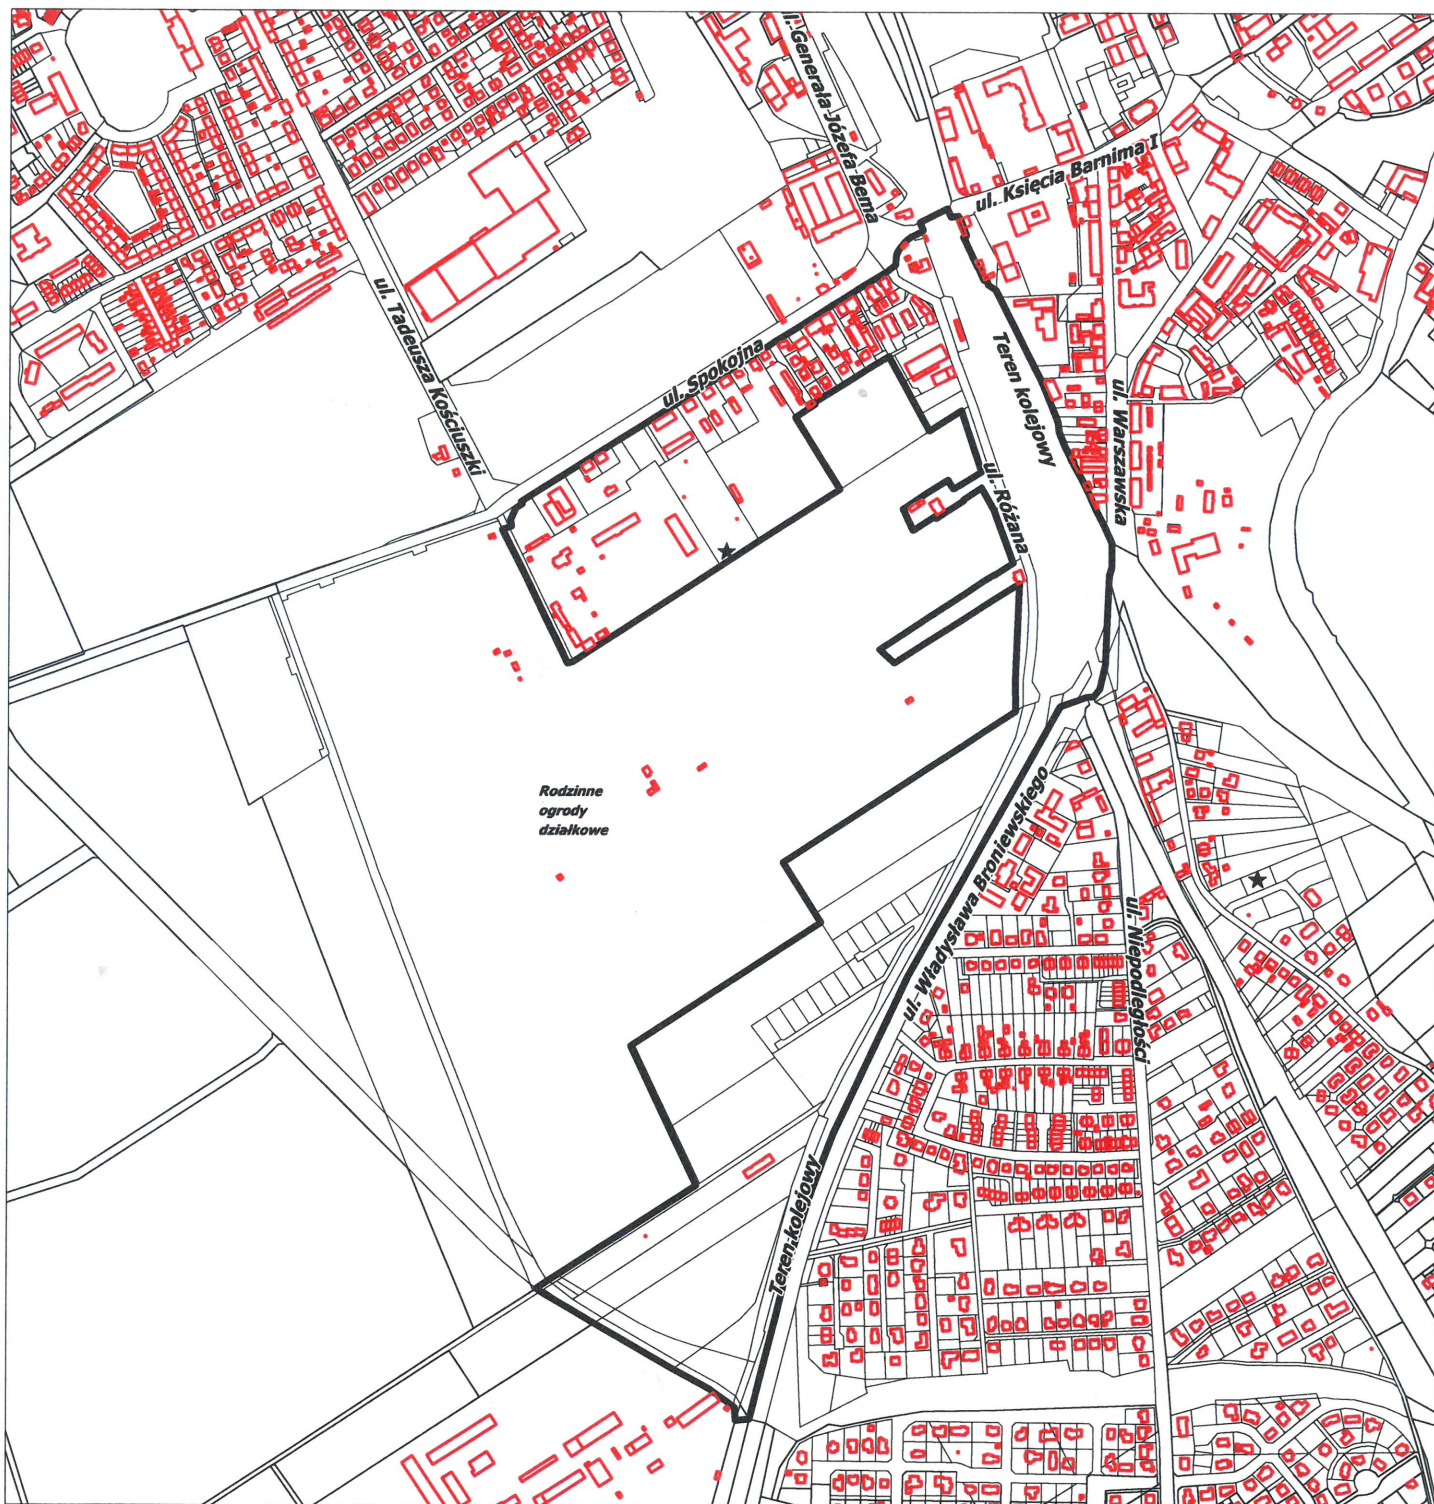 ul. Generała Józefa Bema
ul. Księcia Barnima I
ul. Tadeusza Kościuszki
ul. Spokojna
Teren kolejowy
ul. Warszawska
ul. Różana
Rodzinne
ogrody
działkowe
ul. Władysława Broniewskiego
ul. Niepodległości
Teren kolejowy